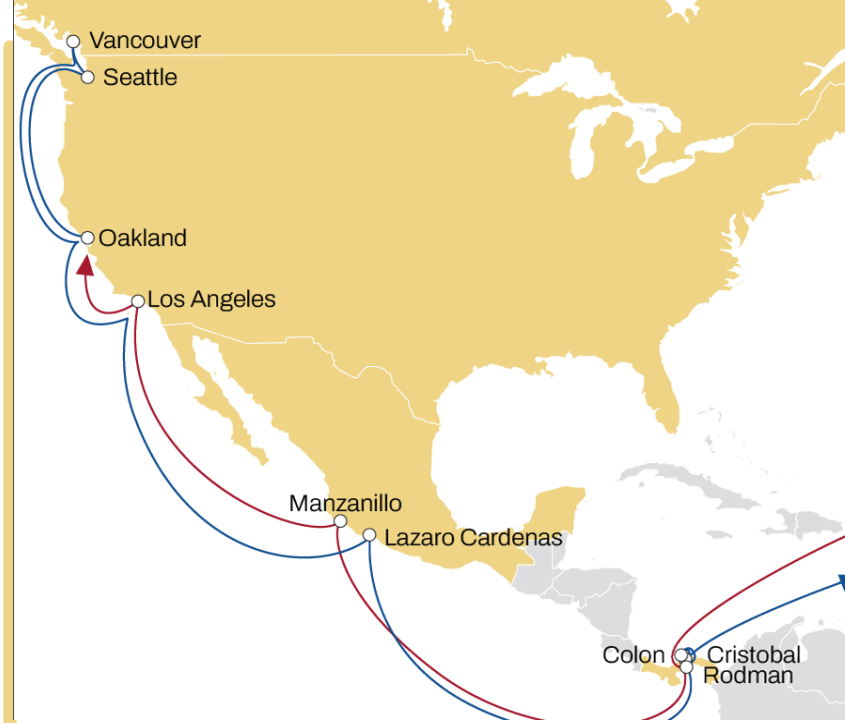 Vancouver
Seattle
Oakland
Los Angeles
Manzanillo
Lazaro Cardenas
Colon
Cristobal
Rodman